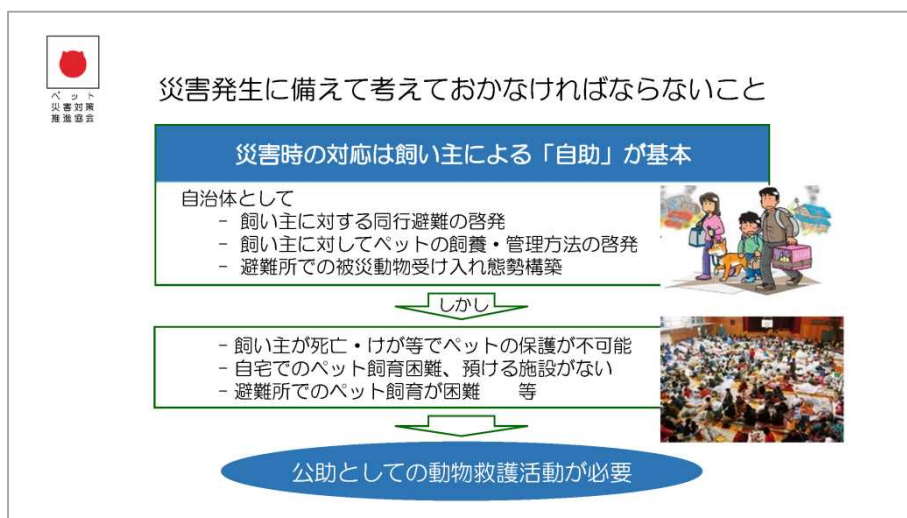 ペット
災害対策
推進協会
災害発生に備えて考えておかなければならないこと
災害時の対応は飼い主による「自助」が基本
自治体として
- 飼い主に対する同行避難の啓発
- 飼い主に対してペットの飼養・管理方法の啓発
- 避難所での被災動物受け入れ態勢構築
しかし
- 飼い主が死亡・けが等でペットの保護が不可能
- 自宅でのペット飼育困難、預ける施設がない
- 避難所でのペット飼育が困難　　等
公助としての動物救護活動が必要